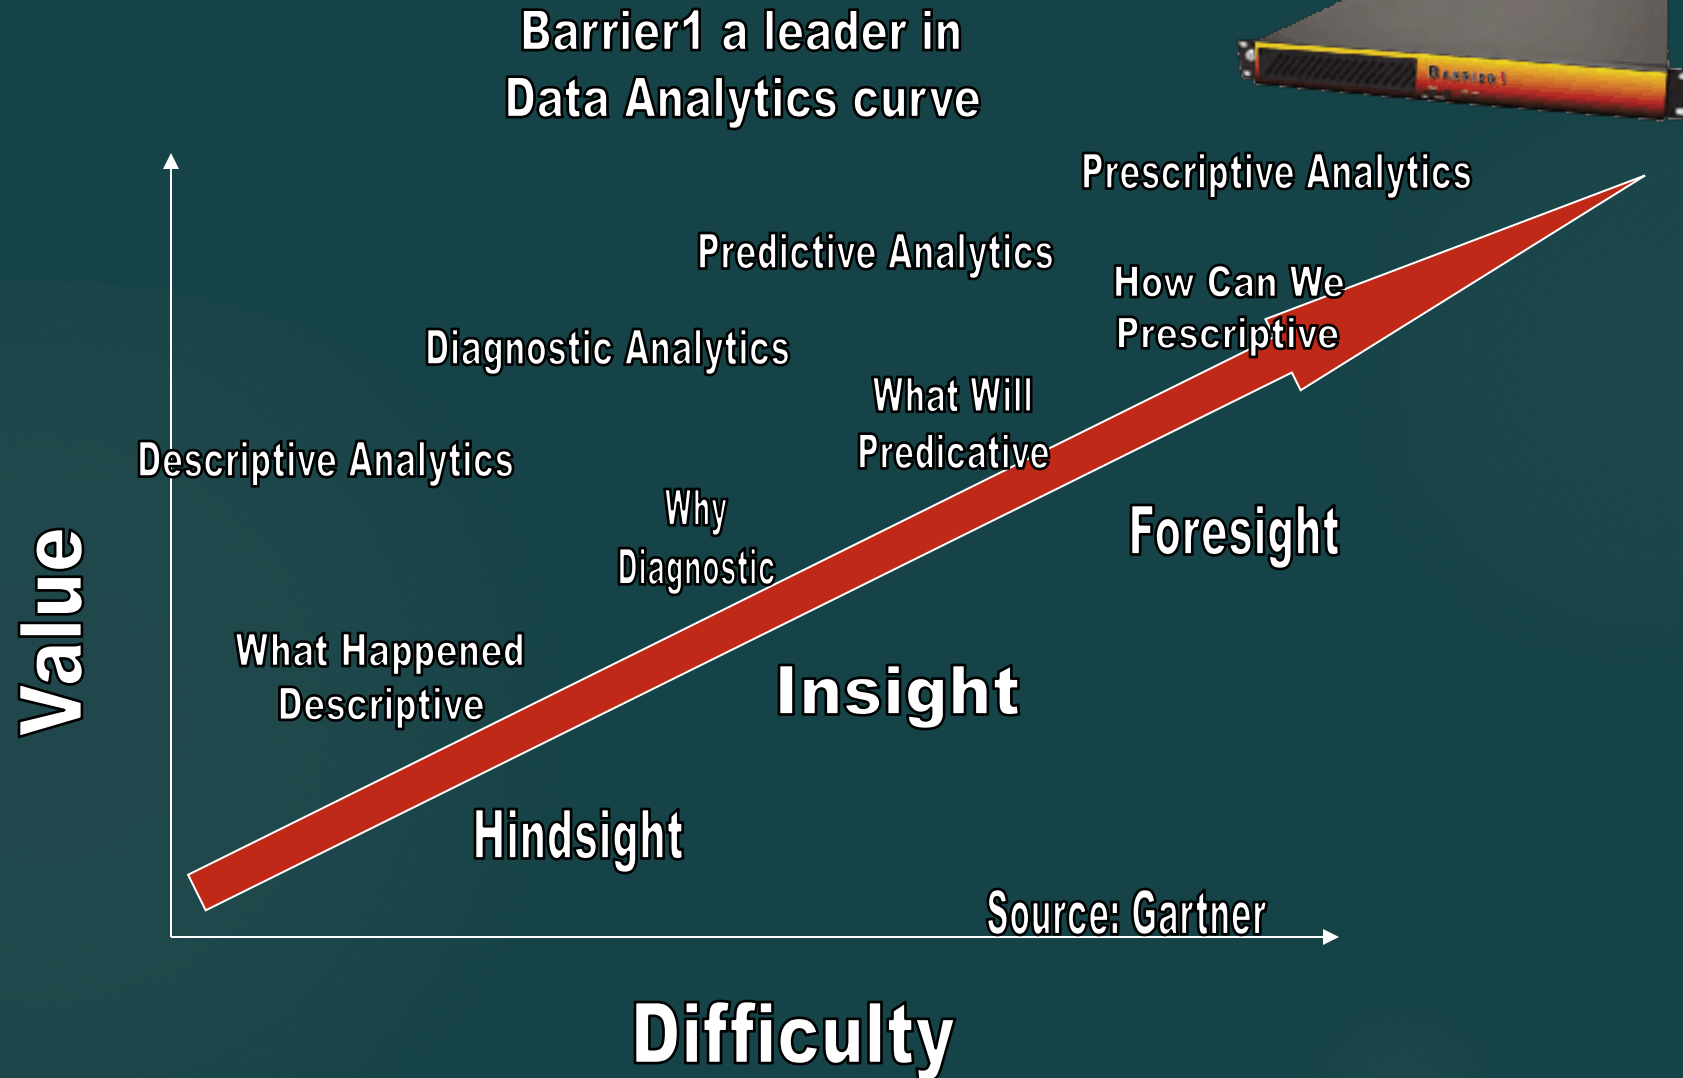 Barrier1 a leader in
Data Analytics curve
Barrier1
Prescriptive Analytics
Predictive Analytics
How Can We
Prescriptive
Diagnostic Analytics
What Will
Predicative
Descriptive Analytics
Why
Diagnostic
Foresight
Value
What Happened
Descriptive
Insight
Hindsight
Source: Gartner
Difficulty